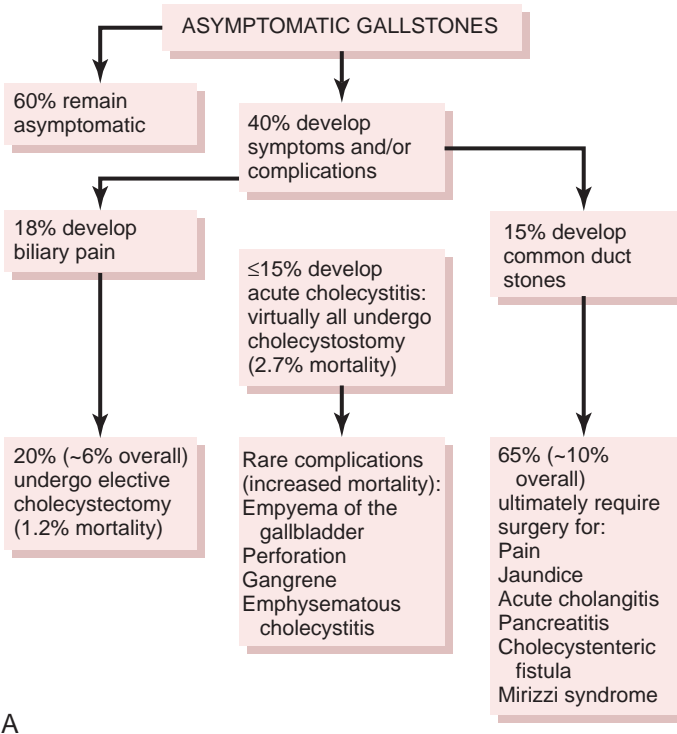 ASYMPTOMATIC GALLSTONES
60% remain
asymptomatic
40% develop
symptoms and/or
complications
18% develop
biliary pain
≤15% develop
acute cholecystitis:
virtually all undergo
cholecystostomy
(2.7% mortality)
15% develop
common duct
stones
20% (~6% overall)
undergo elective
cholecystectomy
(1.2% mortality)
Rare complications
(increased mortality):
Empyema of the
gallbladder
Perforation
Gangrene
Emphysematous
cholecystitis
65% (~10%
overall)
ultimately require
surgery for:
Pain
Jaundice
Acute cholangitis
Pancreatitis
Cholecystenteric
fistula
Mirizzi syndrome
A